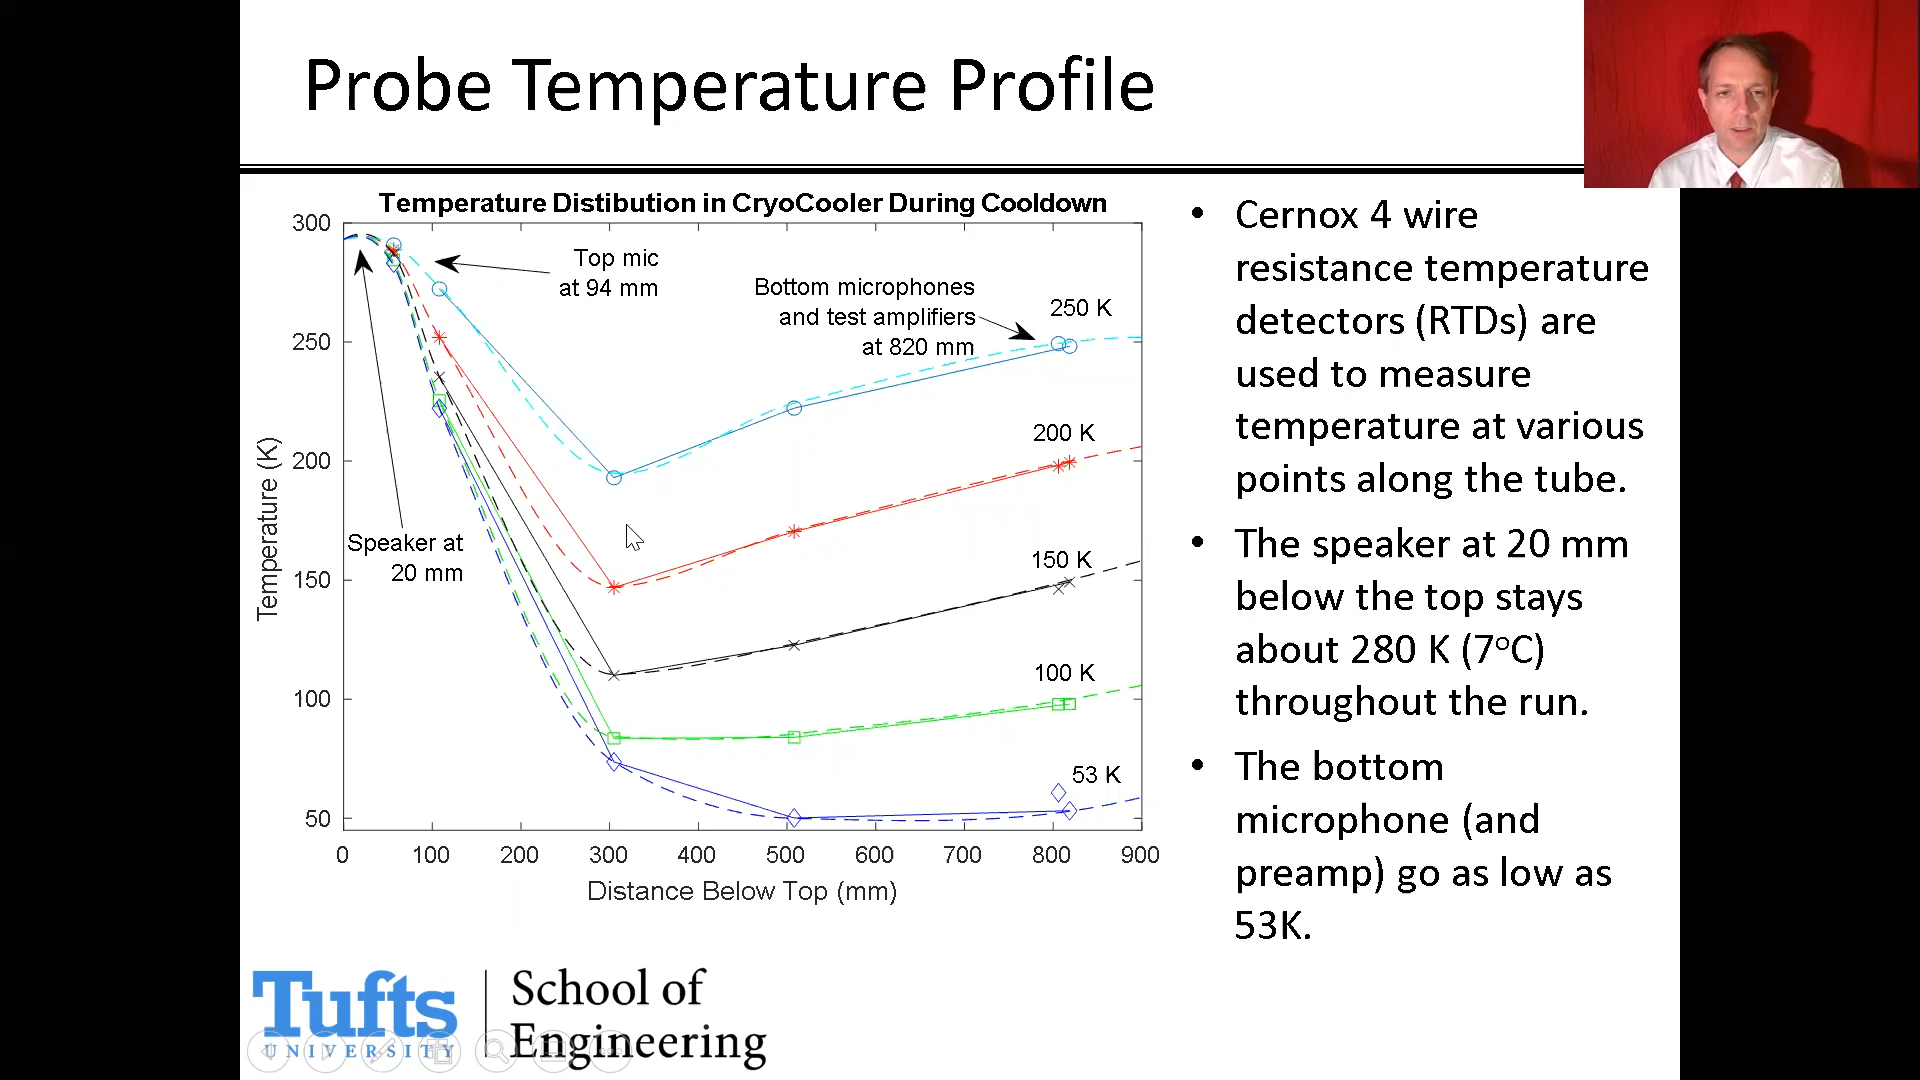 Probe Temperature Profile
Temperature Distibution in CryoCooler During Cooldown
300
250
200
150
100
50
Temperature (K)
0 100 200 300 400 500 600 700 800 900
Distance Below Top (mm)
Top mic
at 94 mm
Bottom microphones
and test amplifiers
at 820 mm
Speaker at
20 mm
250 K
200 K
150 K
100 K
53 K
• Cernox 4 wire
resistance temperature
detectors (RTDs) are
used to measure
temperature at various
points along the tube.
• The speaker at 20 mm
below the top stays
about 280 K (7°C)
throughout the run.
• The bottom
microphone (and
preamp) go as low as
53K.
Tufts
UNIVERSITY
School of
Engineering